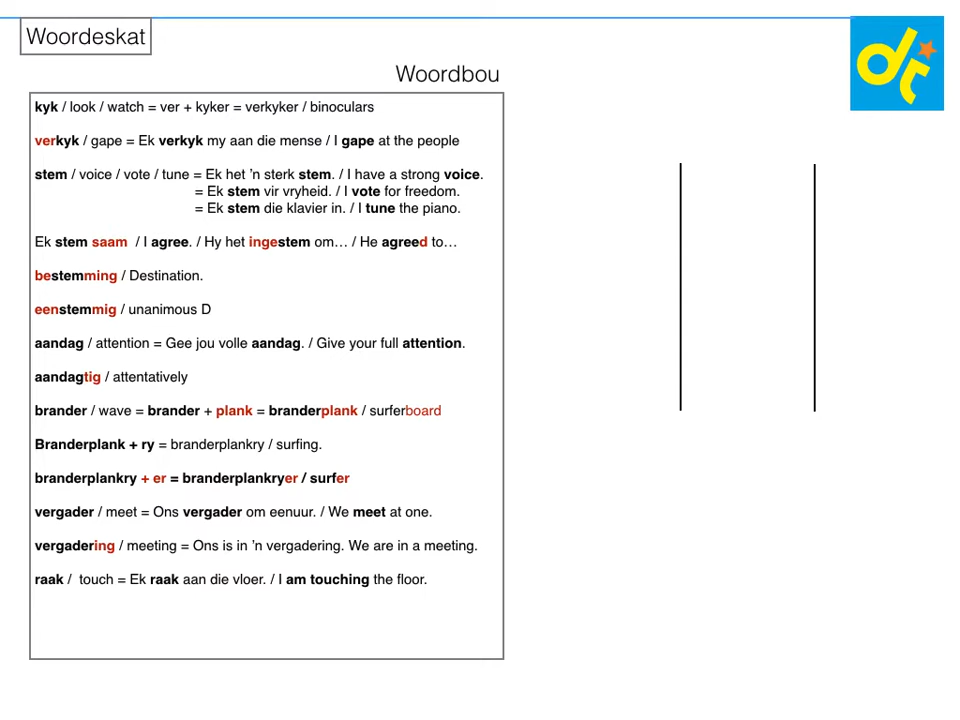 Woordeskat
Woordbou
kyk / look / watch = ver + kyker = verkyker / binoculars
verkyk / gape = Ek verkyk my aan die mense / I gape at the people
stem / voice / vote / tune = Ek het 'n sterk stem. / I have a strong voice.
= Ek stem vir vryheid. / I vote for freedom.
= Ek stem die klavier in. / I tune the piano.
Ek stem saam / I agree. / Hy het ingestem om… / He agreed to…
bestemming / Destination.
eenstemmig / unanimous D
aandag / attention = Gee jou volle aandag. / Give your full attention.
aandagtig / attentatively
brander / wave = brander + plank = branderplank / surferboard
Branderplank + ry = branderplankry / surfing.
branderplankry + er = branderplankryer / surfer
vergader / meet = Ons vergader om eenuur. / We meet at one.
vergadering / meeting = Ons is in 'n vergadering. We are in a meeting.
raak / touch = Ek raak aan die vloer. / I am touching the floor.